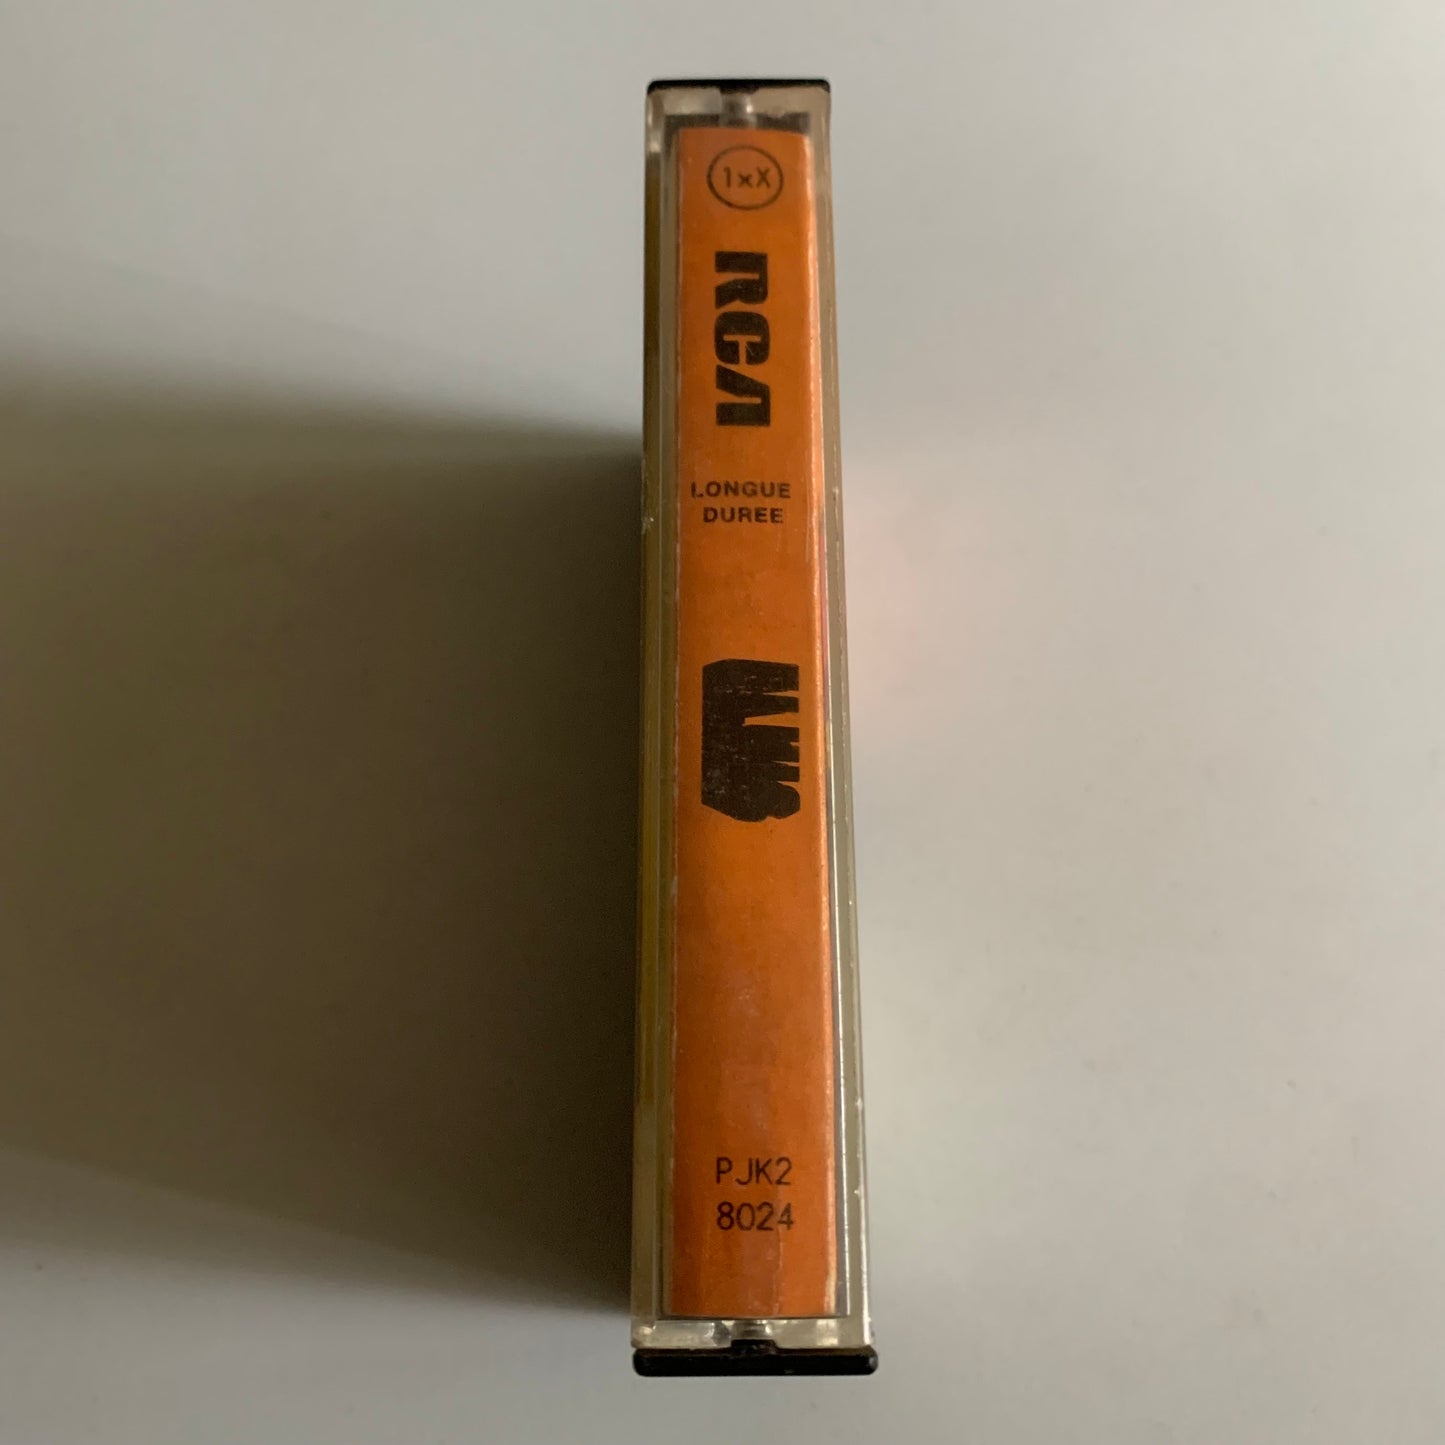 1xX
RCA
LONGUE
DUREE
PJK2
8024